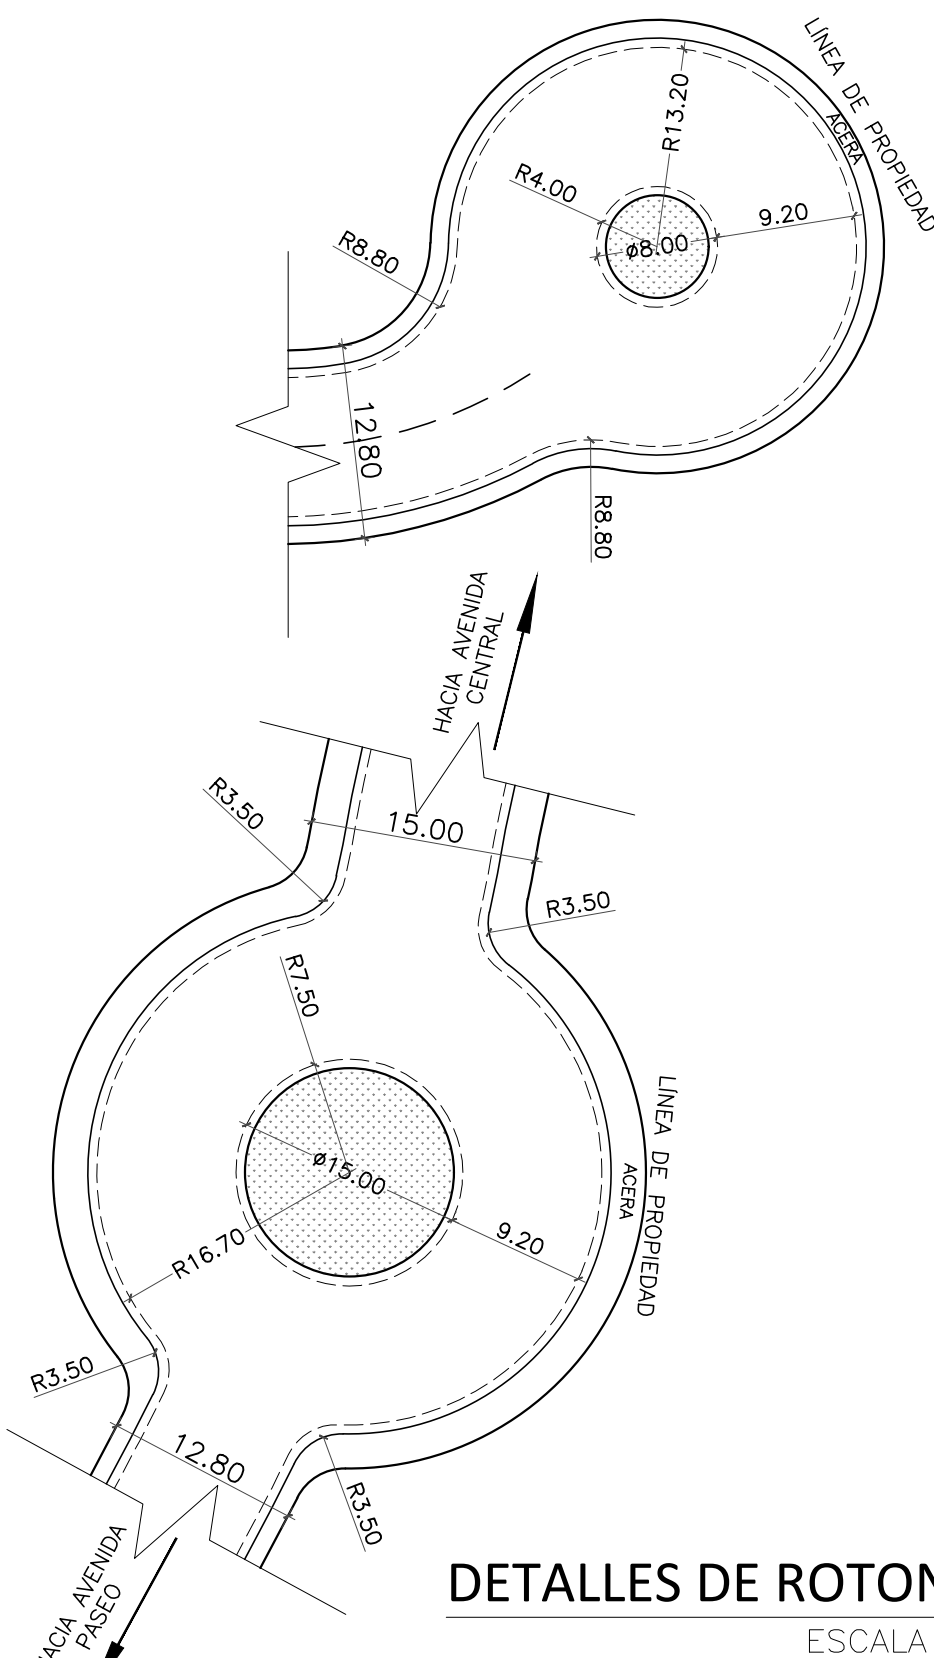 LÍNEA DE PROPIEDAD
ACERA
R13.20
R4.00
9.20
ø8.00
R8.80
12.80
R8.80
HACIA AVENIDA
CENTRAL
R3.50
15.00
R3.50
R7.50
LÍNEA DE PROPIEDAD
ACERA
ø15.00
9.20
R16.70
R3.50
12.80
R3.50
HACIA AVENIDA
PASEO
DETALLES DE ROTON
ESCALA